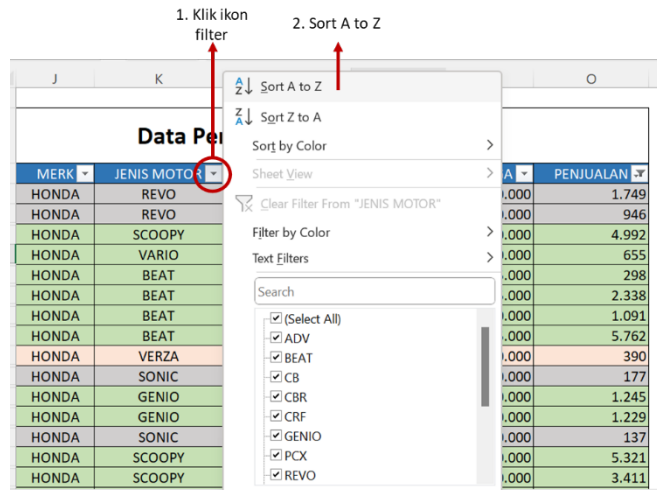 1. Klik ikon
filter
2. Sort A to Z
J K O
Data Pe
MERK JENIS MOTOR A PENJUALAN
HONDA REVO .000 1.749
HONDA REVO .000 946
HONDA SCOOPY .000 4.992
HONDA VARIO .000 655
HONDA BEAT .000 298
HONDA BEAT .000 2.338
HONDA BEAT .000 1.091
HONDA BEAT .000 5.762
HONDA VERZA .000 390
HONDA SONIC .000 177
HONDA GENIO .000 1.245
HONDA GENIO .000 1.229
HONDA SONIC .000 137
HONDA SCOOPY .000 5.321
HONDA SCOOPY .000 3.411
Sort A to Z
Sort Z to A
Sort by Color
Sheet View
Clear Filter From "JENIS MOTOR"
Filter by Color
Text Filters
Search
(Select All)
ADV
BEAT
CB
CBR
CRF
GENIO
PCX
REVO